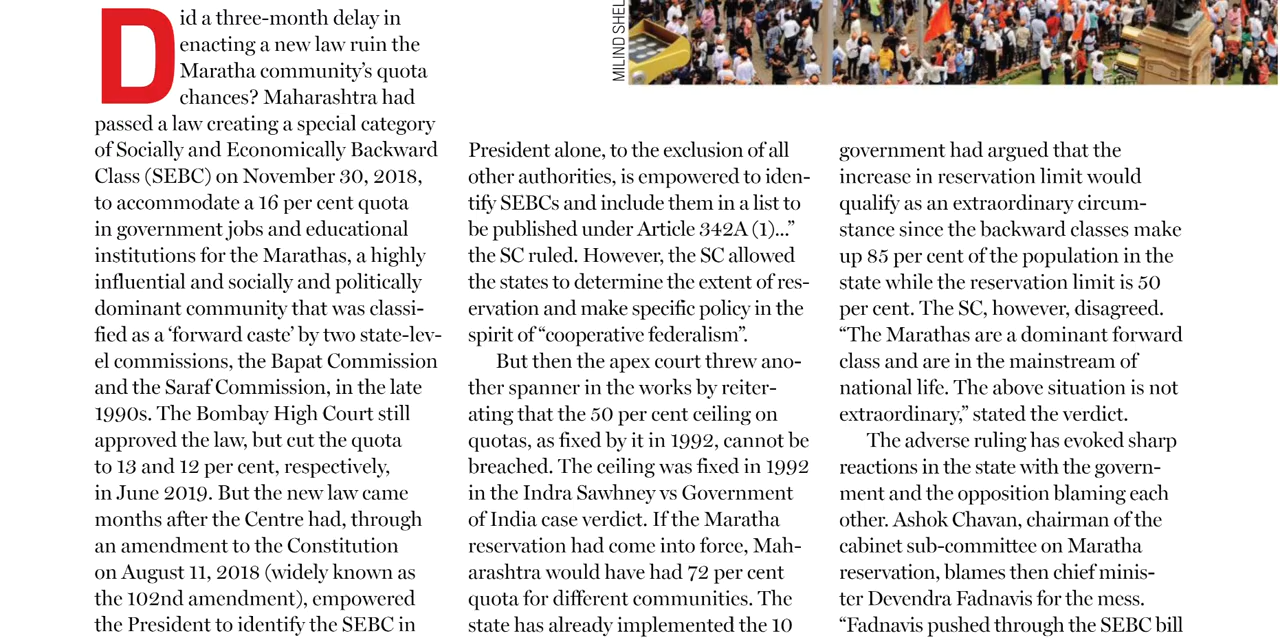 MILIND SHEL
Did a three-month delay in
enacting a new law ruin the
Maratha community's quota
chances? Maharashtra had
passed a law creating a special category
of Socially and Economically Backward
Class (SEBC) on November 30, 2018,
to accommodate a 16 per cent quota
in government jobs and educational
institutions for the Marathas, a highly
influential and socially and politically
dominant community that was classi-
fied as a ‘forward caste’ by two state-lev-
el commissions, the Bapat Commission
and the Saraf Commission, in the late
1990s. The Bombay High Court still
approved the law, but cut the quota
to 13 and 12 per cent, respectively,
in June 2019. But the new law came
months after the Centre had, through
an amendment to the Constitution
on August 11, 2018 (widely known as
the 102nd amendment), empowered
the President to identify the SEBC in
President alone, to the exclusion of all
other authorities, is empowered to iden-
tify SEBCs and include them in a list to
be published under Article 342A (1)...”
the SC ruled. However, the SC allowed
the states to determine the extent of res-
ervation and make specific policy in the
spirit of “cooperative federalism”.
But then the apex court threw ano-
ther spanner in the works by reiter-
ating that the 50 per cent ceiling on
quotas, as fixed by it in 1992, cannot be
breached. The ceiling was fixed in 1992
in the Indra Sawhney vs Government
of India case verdict. If the Maratha
reservation had come into force, Mah-
arashtra would have had 72 per cent
quota for different communities. The
state has already implemented the 10
government had argued that the
increase in reservation limit would
qualify as an extraordinary circum-
stance since the backward classes make
up 85 per cent of the population in the
state while the reservation limit is 50
per cent. The SC, however, disagreed.
“The Marathas are a dominant forward
class and are in the mainstream of
national life. The above situation is not
extraordinary,” stated the verdict.
The adverse ruling has evoked sharp
reactions in the state with the govern-
ment and the opposition blaming each
other. Ashok Chavan, chairman of the
cabinet sub-committee on Maratha
reservation, blames then chief minis-
ter Devendra Fadnavis for the mess.
“Fadnavis pushed through the SEBC bill